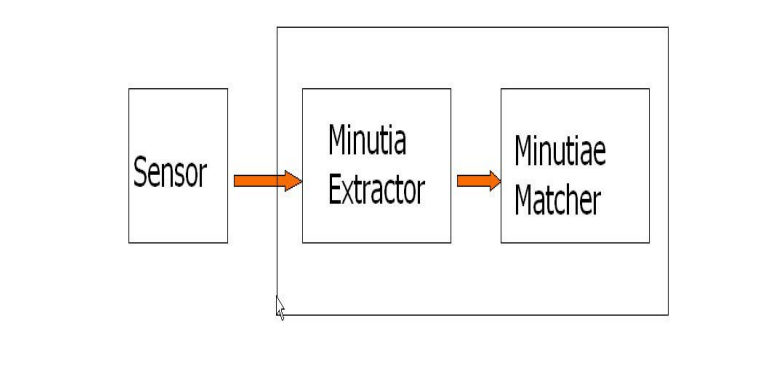 Sensor
Minutia
Extractor
Minutiae
Matcher